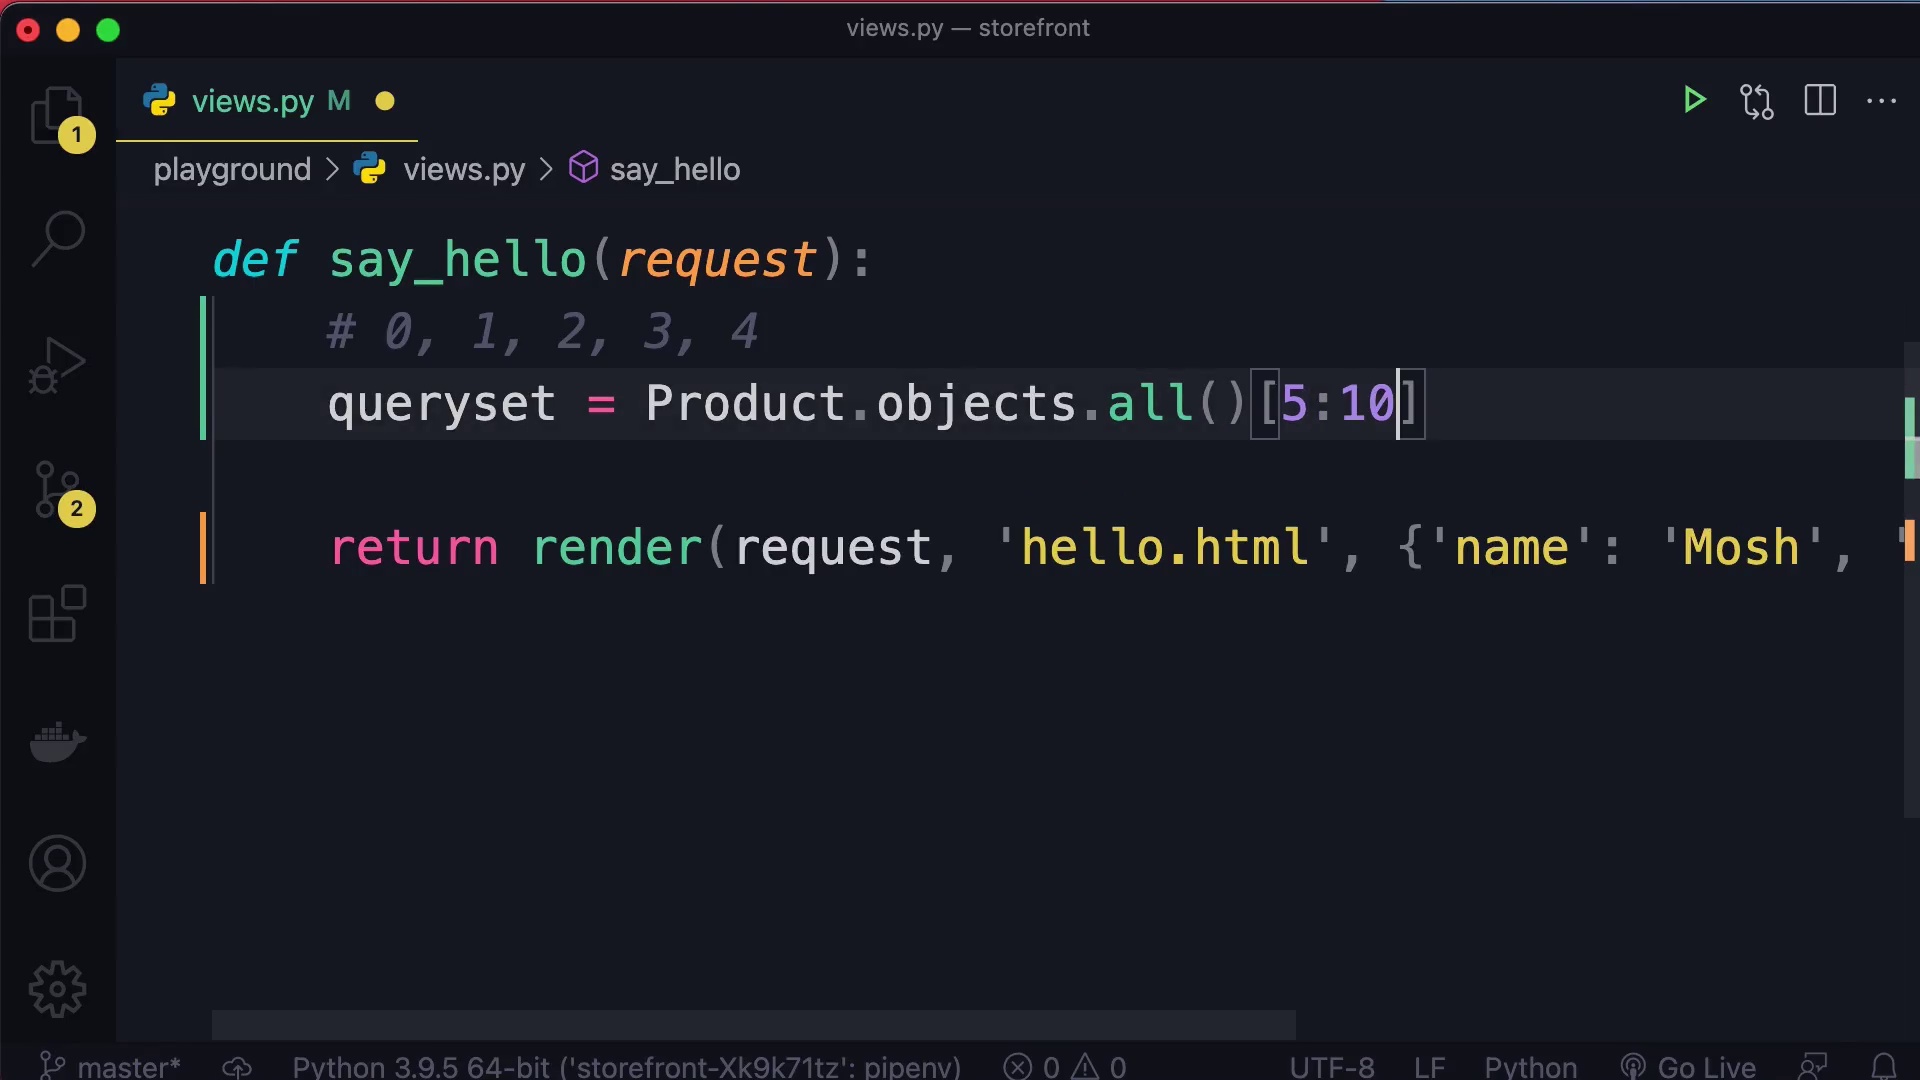 views.py — storefront
views.py M
1
playground > views.py > say_hello
def say_hello(request):
# 0, 1, 2, 3, 4
queryset = Product.objects.all()[5:10]
2
return render(request, 'hello.html', {'name': 'Mosh', '
master* Python 3.9.5 64-bit ('storefront-Xk9k71tz': pipenv) 0 0 UTF-8 LF Python Go Live